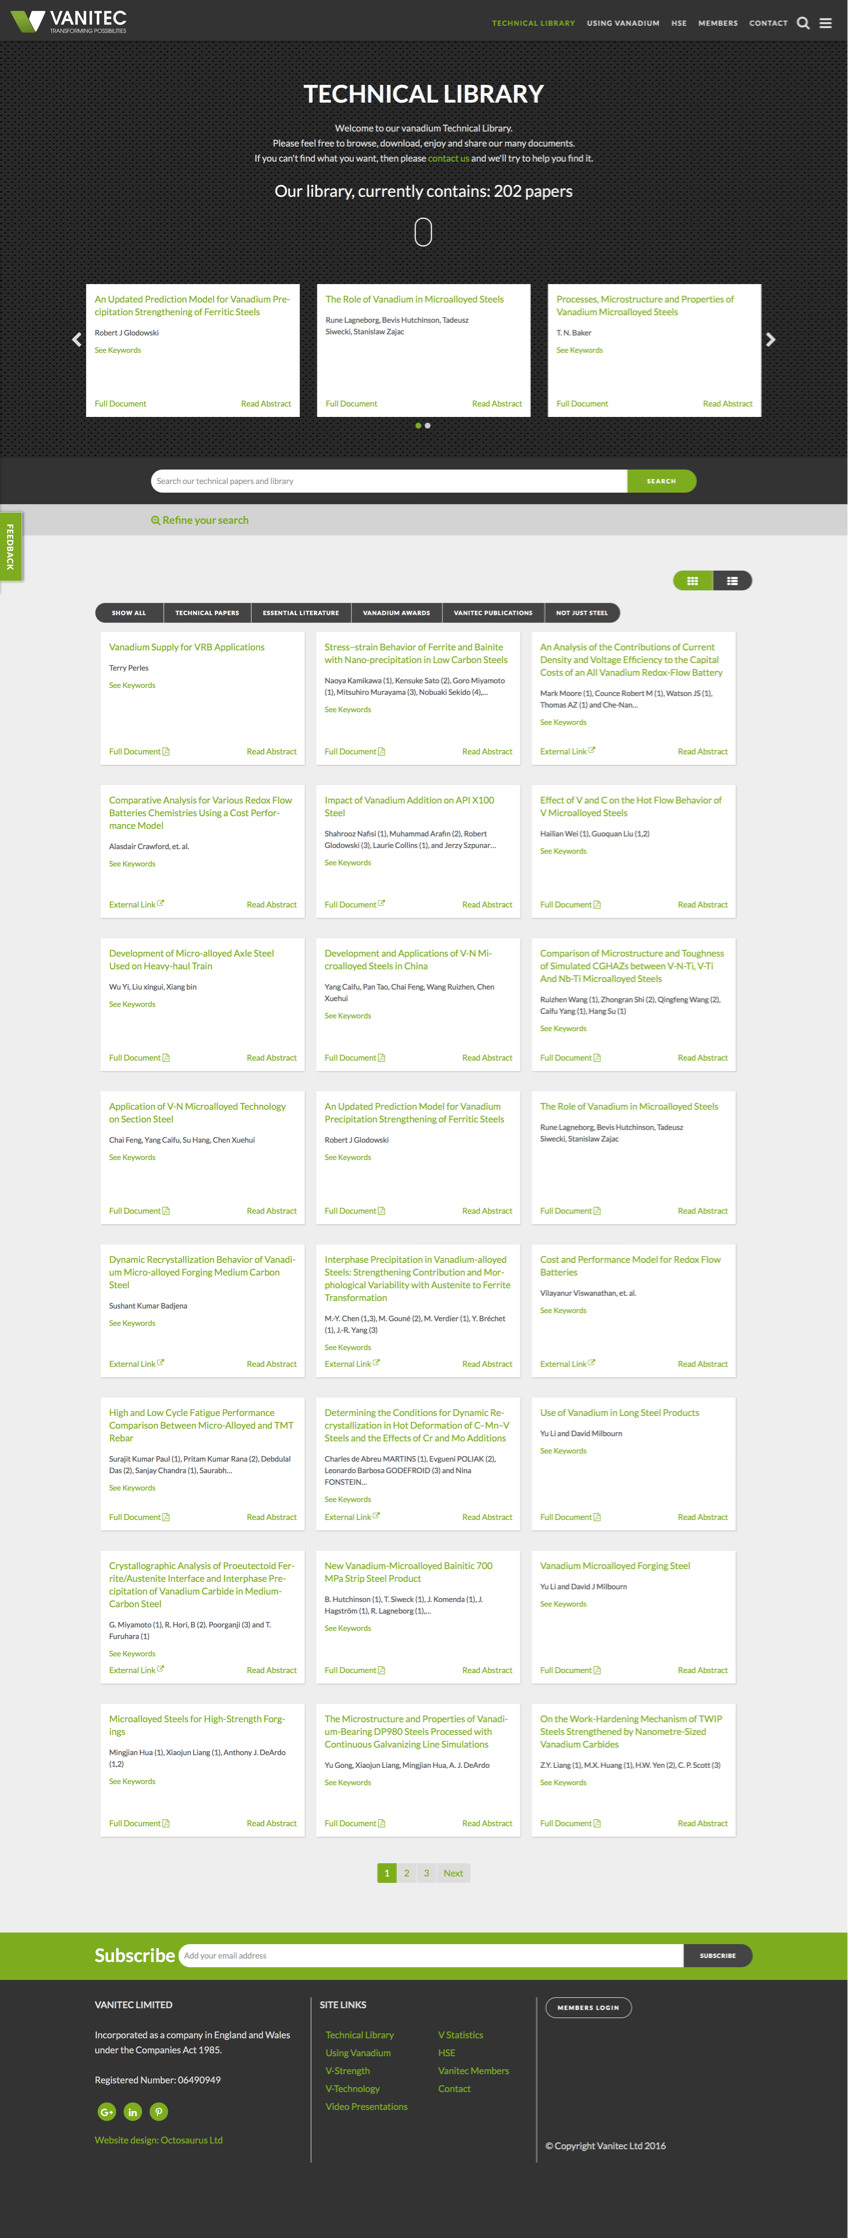 VANITEC
TRANSFORMING POSSIBILITIES
TECHNICAL LIBRARY
USING VANADIUM
HSE
MEMBERS
CONTACT
TECHNICAL LIBRARY
Welcome to our vanadium Technical Library.
Please feel free to browse, download, enjoy and share our many documents.
If you can't find what you want, then please contact us and we'll try to help you find it.
Our library, currently contains: 202 papers
An Updated Prediction Model for Vanadium Pre-
cipitation Strengthening of Ferritic Steels
Robert J Glodowski
See Keywords
Full Document
Read Abstract
The Role of Vanadium in Microalloyed Steels
Rune Lagneborg, Bevis Hutchinson, Tadeusz
Siwecki, Stanislaw Zajac
Full Document
Read Abstract
Processes, Microstructure and Properties of
Vanadium Microalloyed Steels
T. N. Baker
See Keywords
Full Document
Read Abstract
Search our technical papers and library
SEARCH
FEEDBACK
Refine your search
SHOW ALL
TECHNICAL PAPERS
ESSENTIAL LITERATURE
VANADIUM AWARDS
VANITEC PUBLICATIONS
NOT JUST STEEL
Vanadium Supply for VRB Applications
Terry Perles
See Keywords
Full Document
Read Abstract
Stress–strain Behavior of Ferrite and Bainite
with Nano-precipitation in Low Carbon Steels
Naoya Kamikawa (1), Kensuke Sato (2), Goro Miyamoto
(1), Mitsuhiro Murayama (3), Nobuaki Sekido (4),...
See Keywords
Full Document
Read Abstract
An Analysis of the Contributions of Current
Density and Voltage Efficiency to the Capital
Costs of an All Vanadium Redox-Flow Battery
Mark Moore (1), Counce Robert M (1), Watson JS (1),
Thomas AZ (1) and Che-Nan...
See Keywords
External Link
Read Abstract
Comparative Analysis for Various Redox Flow
Batteries Chemistries Using a Cost Perfor-
mance Model
Alasdair Crawford, et. al.
See Keywords
External Link
Read Abstract
Impact of Vanadium Addition on API X100
Steel
Shahrooz Nafisi (1), Muhammad Arafin (2), Robert
Glodowski (3), Laurie Collins (1), and Jerzy Szpunar...
See Keywords
Full Document
Read Abstract
Effect of V and C on the Hot Flow Behavior of
V Microalloyed Steels
Hailian Wei (1), Guoquan Liu (1,2)
See Keywords
Full Document
Read Abstract
Development of Micro-alloyed Axle Steel
Used on Heavy-haul Train
Wu Yi, Liu xingui, Xiang bin
See Keywords
Full Document
Read Abstract
Development and Applications of V-N Mi-
croalloyed Steels in China
Yang Caifu, Pan Tao, Chai Feng, Wang Ruizhen, Chen
Xuehui
See Keywords
Full Document
Read Abstract
Comparison of Microstructure and Toughness
of Simulated CGHAZs between V-N-Ti, V-Ti
And Nb-Ti Microalloyed Steels
Ruizhen Wang (1), Zhongran Shi (2), Qingfeng Wang (2),
Caifu Yang (1), Hang Su (1)
See Keywords
Full Document
Read Abstract
Application of V-N Microalloyed Technology
on Section Steel
Chai Feng, Yang Caifu, Su Hang, Chen Xuehui
See Keywords
Full Document
Read Abstract
An Updated Prediction Model for Vanadium
Precipitation Strengthening of Ferritic Steels
Robert J Glodowski
See Keywords
Full Document
Read Abstract
The Role of Vanadium in Microalloyed Steels
Rune Lagneborg, Bevis Hutchinson, Tadeusz
Siwecki, Stanislaw Zajac
Full Document
Read Abstract
Dynamic Recrystallization Behavior of Vanadi-
um Micro-alloyed Forging Medium Carbon
Steel
Sushant Kumar Badjena
See Keywords
External Link
Read Abstract
Interphase Precipitation in Vanadium-alloyed
Steels: Strengthening Contribution and Mor-
phological Variability with Austenite to Ferrite
Transformation
M.-Y. Chen (1,3), M. Gouné (2), M. Verdier (1), Y. Bréchet
(1), J.-R. Yang (3)
See Keywords
External Link
Read Abstract
Cost and Performance Model for Redox Flow
Batteries
Vilayanur Viswanathan, et. al.
See Keywords
External Link
Read Abstract
High and Low Cycle Fatigue Performance
Comparison Between Micro-Alloyed and TMT
Rebar
Surajit Kumar Paul (1), Pritam Kumar Rana (2), Debdulal
Das (2), Sanjay Chandra (1), Saurabh...
See Keywords
Full Document
Read Abstract
Determining the Conditions for Dynamic Re-
crystallization in Hot Deformation of C–Mn–V
Steels and the Effects of Cr and Mo Additions
Charles de Abreu MARTINS (1), Evgueni POLIAK (2),
Leonardo Barbosa GODEFROID (3) and Nina
FONSTEIN...
See Keywords
External Link
Read Abstract
Use of Vanadium in Long Steel Products
Yu Li and David Milbourn
See Keywords
Full Document
Read Abstract
Crystallographic Analysis of Proeutectoid Fer-
rite/Austenite Interface and Interphase Pre-
cipitation of Vanadium Carbide in Medium-
Carbon Steel
G. Miyamoto (1), R. Hori, B (2). Poorganji (3) and T.
Furuhara (1)
See Keywords
External Link
Read Abstract
New Vanadium-Microalloyed Bainitic 700
MPa Strip Steel Product
B. Hutchinson (1), T. Siweck (1), J. Komenda (1), J.
Hagström (1), R. Lagneborg (1),...
See Keywords
Full Document
Read Abstract
Vanadium Microalloyed Forging Steel
Yu Li and David J Milbourn
See Keywords
Full Document
Read Abstract
Microalloyed Steels for High-Strength Forg-
ings
Mingjian Hua (1), Xiaojun Liang (1), Anthony J. DeArdo
(1,2)
See Keywords
Full Document
Read Abstract
The Microstructure and Properties of Vanadi-
um-Bearing DP980 Steels Processed with
Continuous Galvanizing Line Simulations
Yu Gong, Xiaojun Liang, Mingjian Hua, A. J. DeArdo
See Keywords
Full Document
Read Abstract
On the Work-Hardening Mechanism of TWIP
Steels Strengthened by Nanometre-Sized
Vanadium Carbides
Z.Y. Liang (1), M.X. Huang (1), H.W. Yen (2), C. P. Scott (3)
See Keywords
Full Document
Read Abstract
1
2
3
Next
Subscribe
Add your email address
SUBSCRIBE
VANITEC LIMITED
Incorporated as a company in England and Wales
under the Companies Act 1985.
Registered Number: 06490949
G+
in
Website design: Octosaurus Ltd
SITE LINKS
Technical Library
Using Vanadium
V-Strength
V-Technology
Video Presentations
V Statistics
HSE
Vanitec Members
Contact
MEMBERS LOGIN
© Copyright Vanitec Ltd 2016